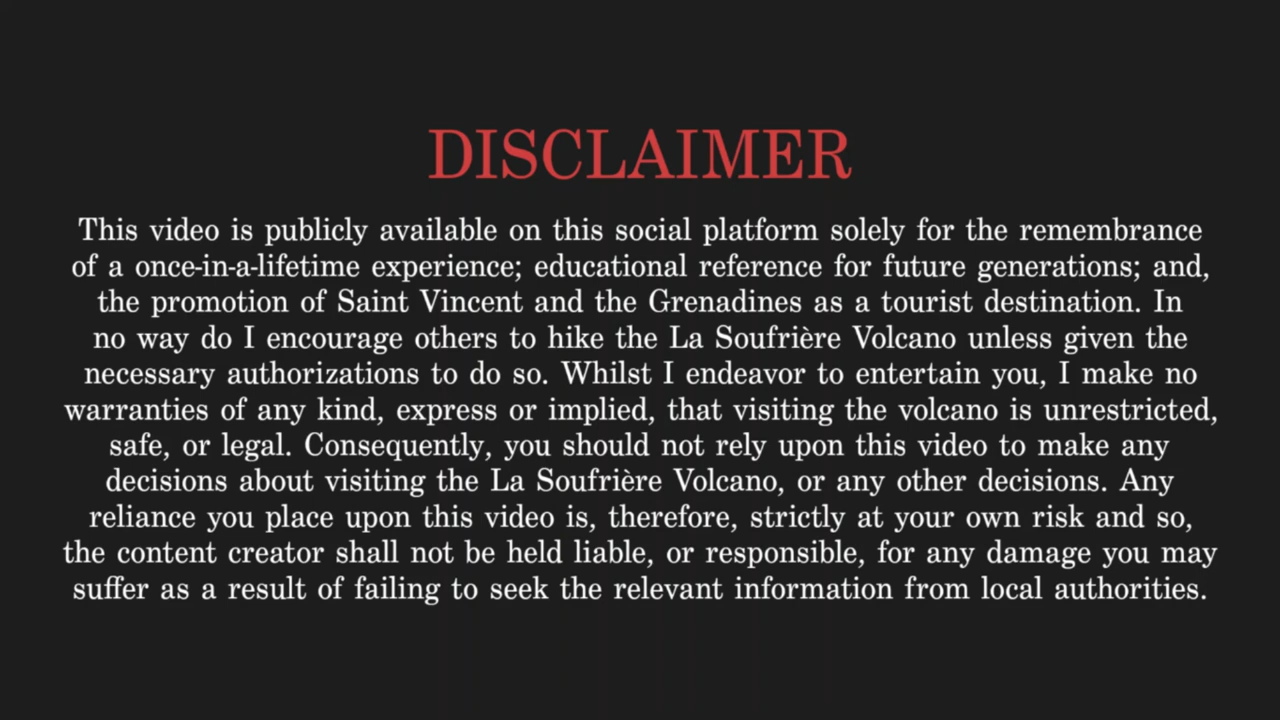 DISCLAIMER
This video is publicly available on this social platform solely for the remembrance
of a once-in-a-lifetime experience; educational reference for future generations; and,
the promotion of Saint Vincent and the Grenadines as a tourist destination. In
no way do I encourage others to hike the La Soufrière Volcano unless given the
necessary authorizations to do so. Whilst I endeavor to entertain you, I make no
warranties of any kind, express or implied, that visiting the volcano is unrestricted,
safe, or legal. Consequently, you should not rely upon this video to make any
decisions about visiting the La Soufrière Volcano, or any other decisions. Any
reliance you place upon this video is, therefore, strictly at your own risk and so,
the content creator shall not be held liable, or responsible, for any damage you may
suffer as a result of failing to seek the relevant information from local authorities.